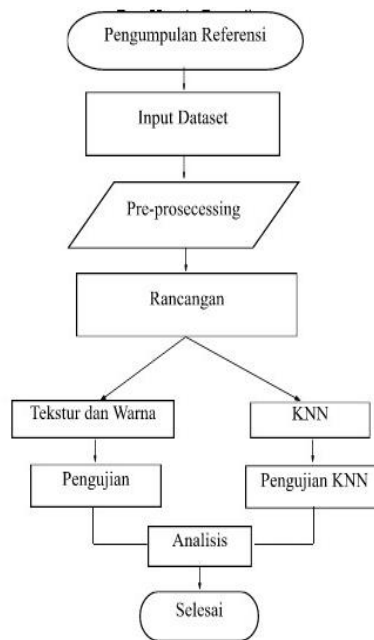 Pengumpulan Referensi
Input Dataset
Pre-prosecessing
Rancangan
Tekstur dan Warna
KNN
Pengujian
Pengujian KNN
Analisis
Selesai